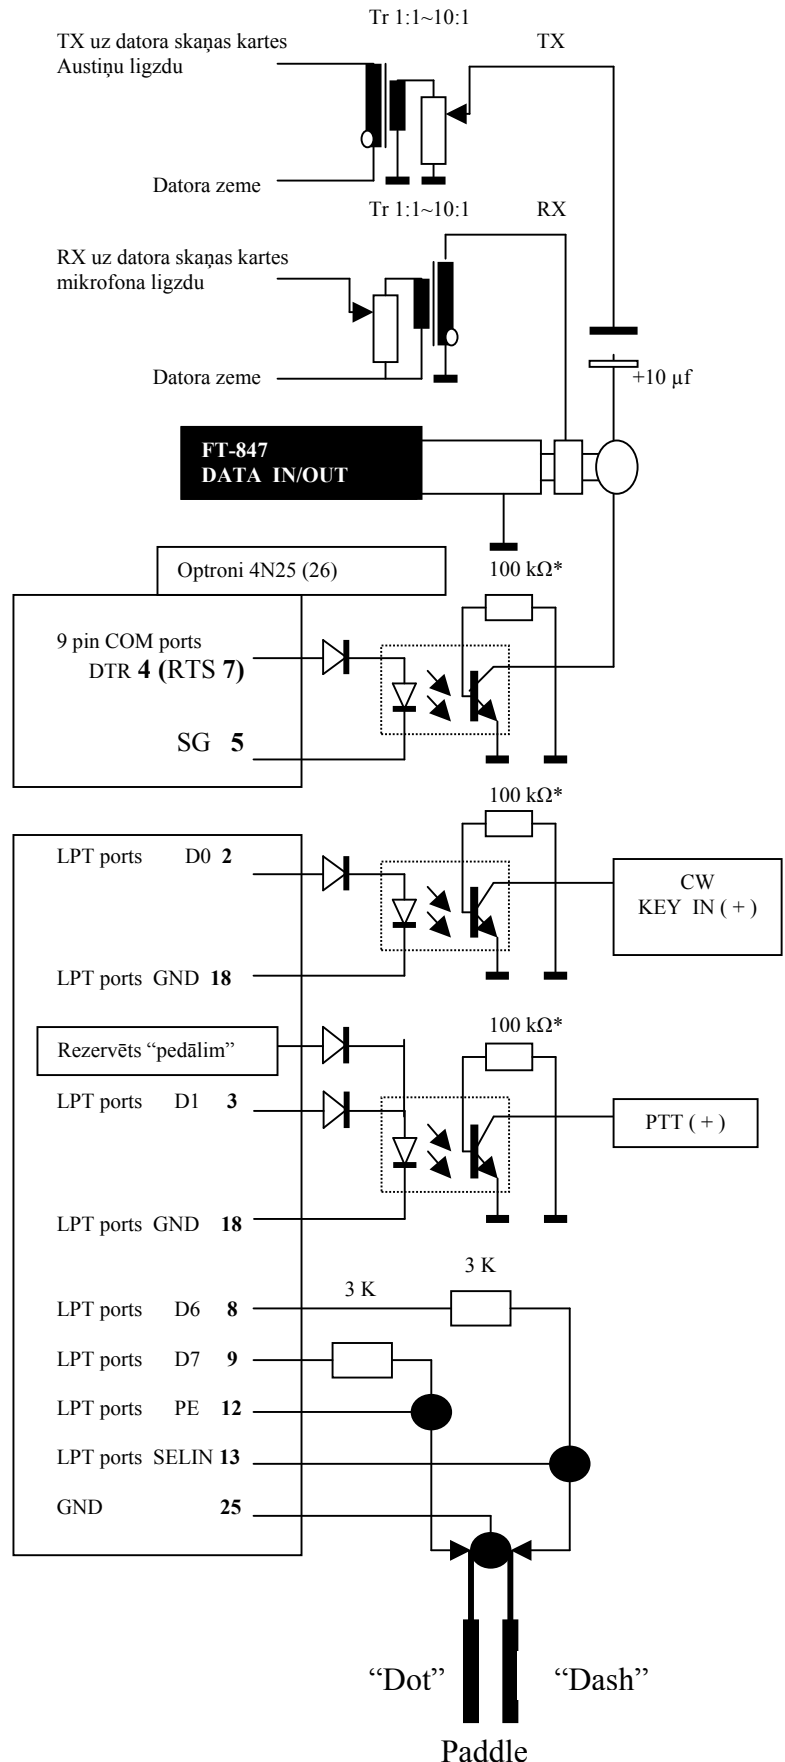 Tr 1:1~10:1
TX uz datora skaņas kartes
Austiņu ligzdu
TX
Datora zeme
Tr 1:1~10:1
RX
RX uz datora skaņas kartes
mikrofona ligzdu
Datora zeme
+10 µf
FT-847
DATA IN/OUT
Optroni 4N25 (26)
100 kΩ*
9 pin COM ports
DTR 4 (RTS 7)
SG 5
100 kΩ*
LPT ports D0 2
CW
KEY IN ( + )
LPT ports GND 18
100 kΩ*
Rezervēts “pedālim”
LPT ports D1 3
PTT ( + )
LPT ports GND 18
3 K
3 K
LPT ports D6 8
LPT ports D7 9
LPT ports PE 12
LPT ports SELIN 13
GND 25
“Dot” “Dash”
Paddle